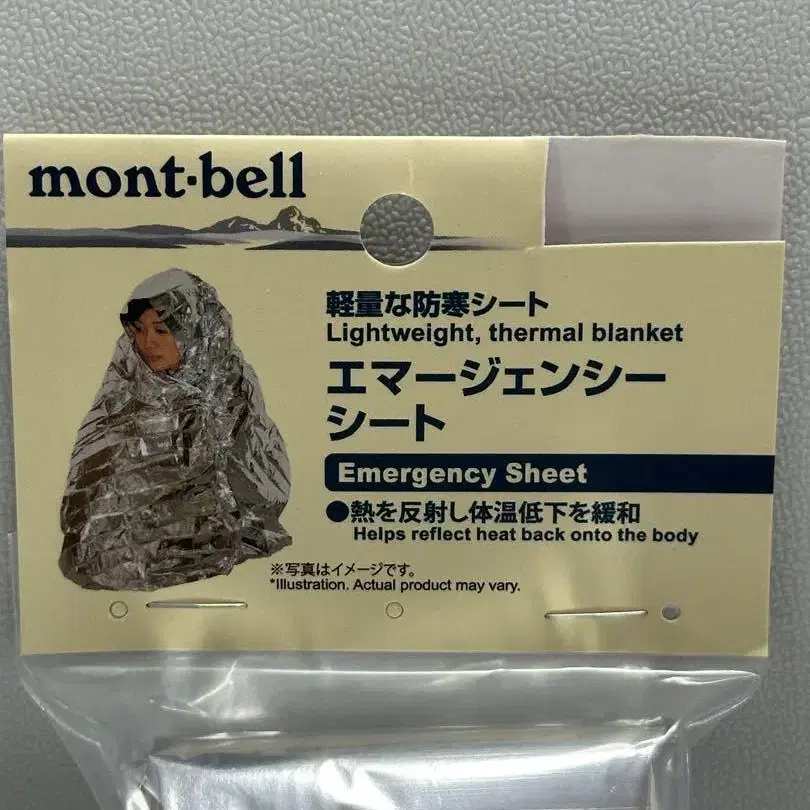 mont·bell
軽量な防寒シート
Lightweight, thermal blanket
エマージェンシー
シート
Emergency Sheet
●熱を反射し体温低下を緩和
Helps reflect heat back onto the body
※写真はイメージです。
*Illustration. Actual product may vary.